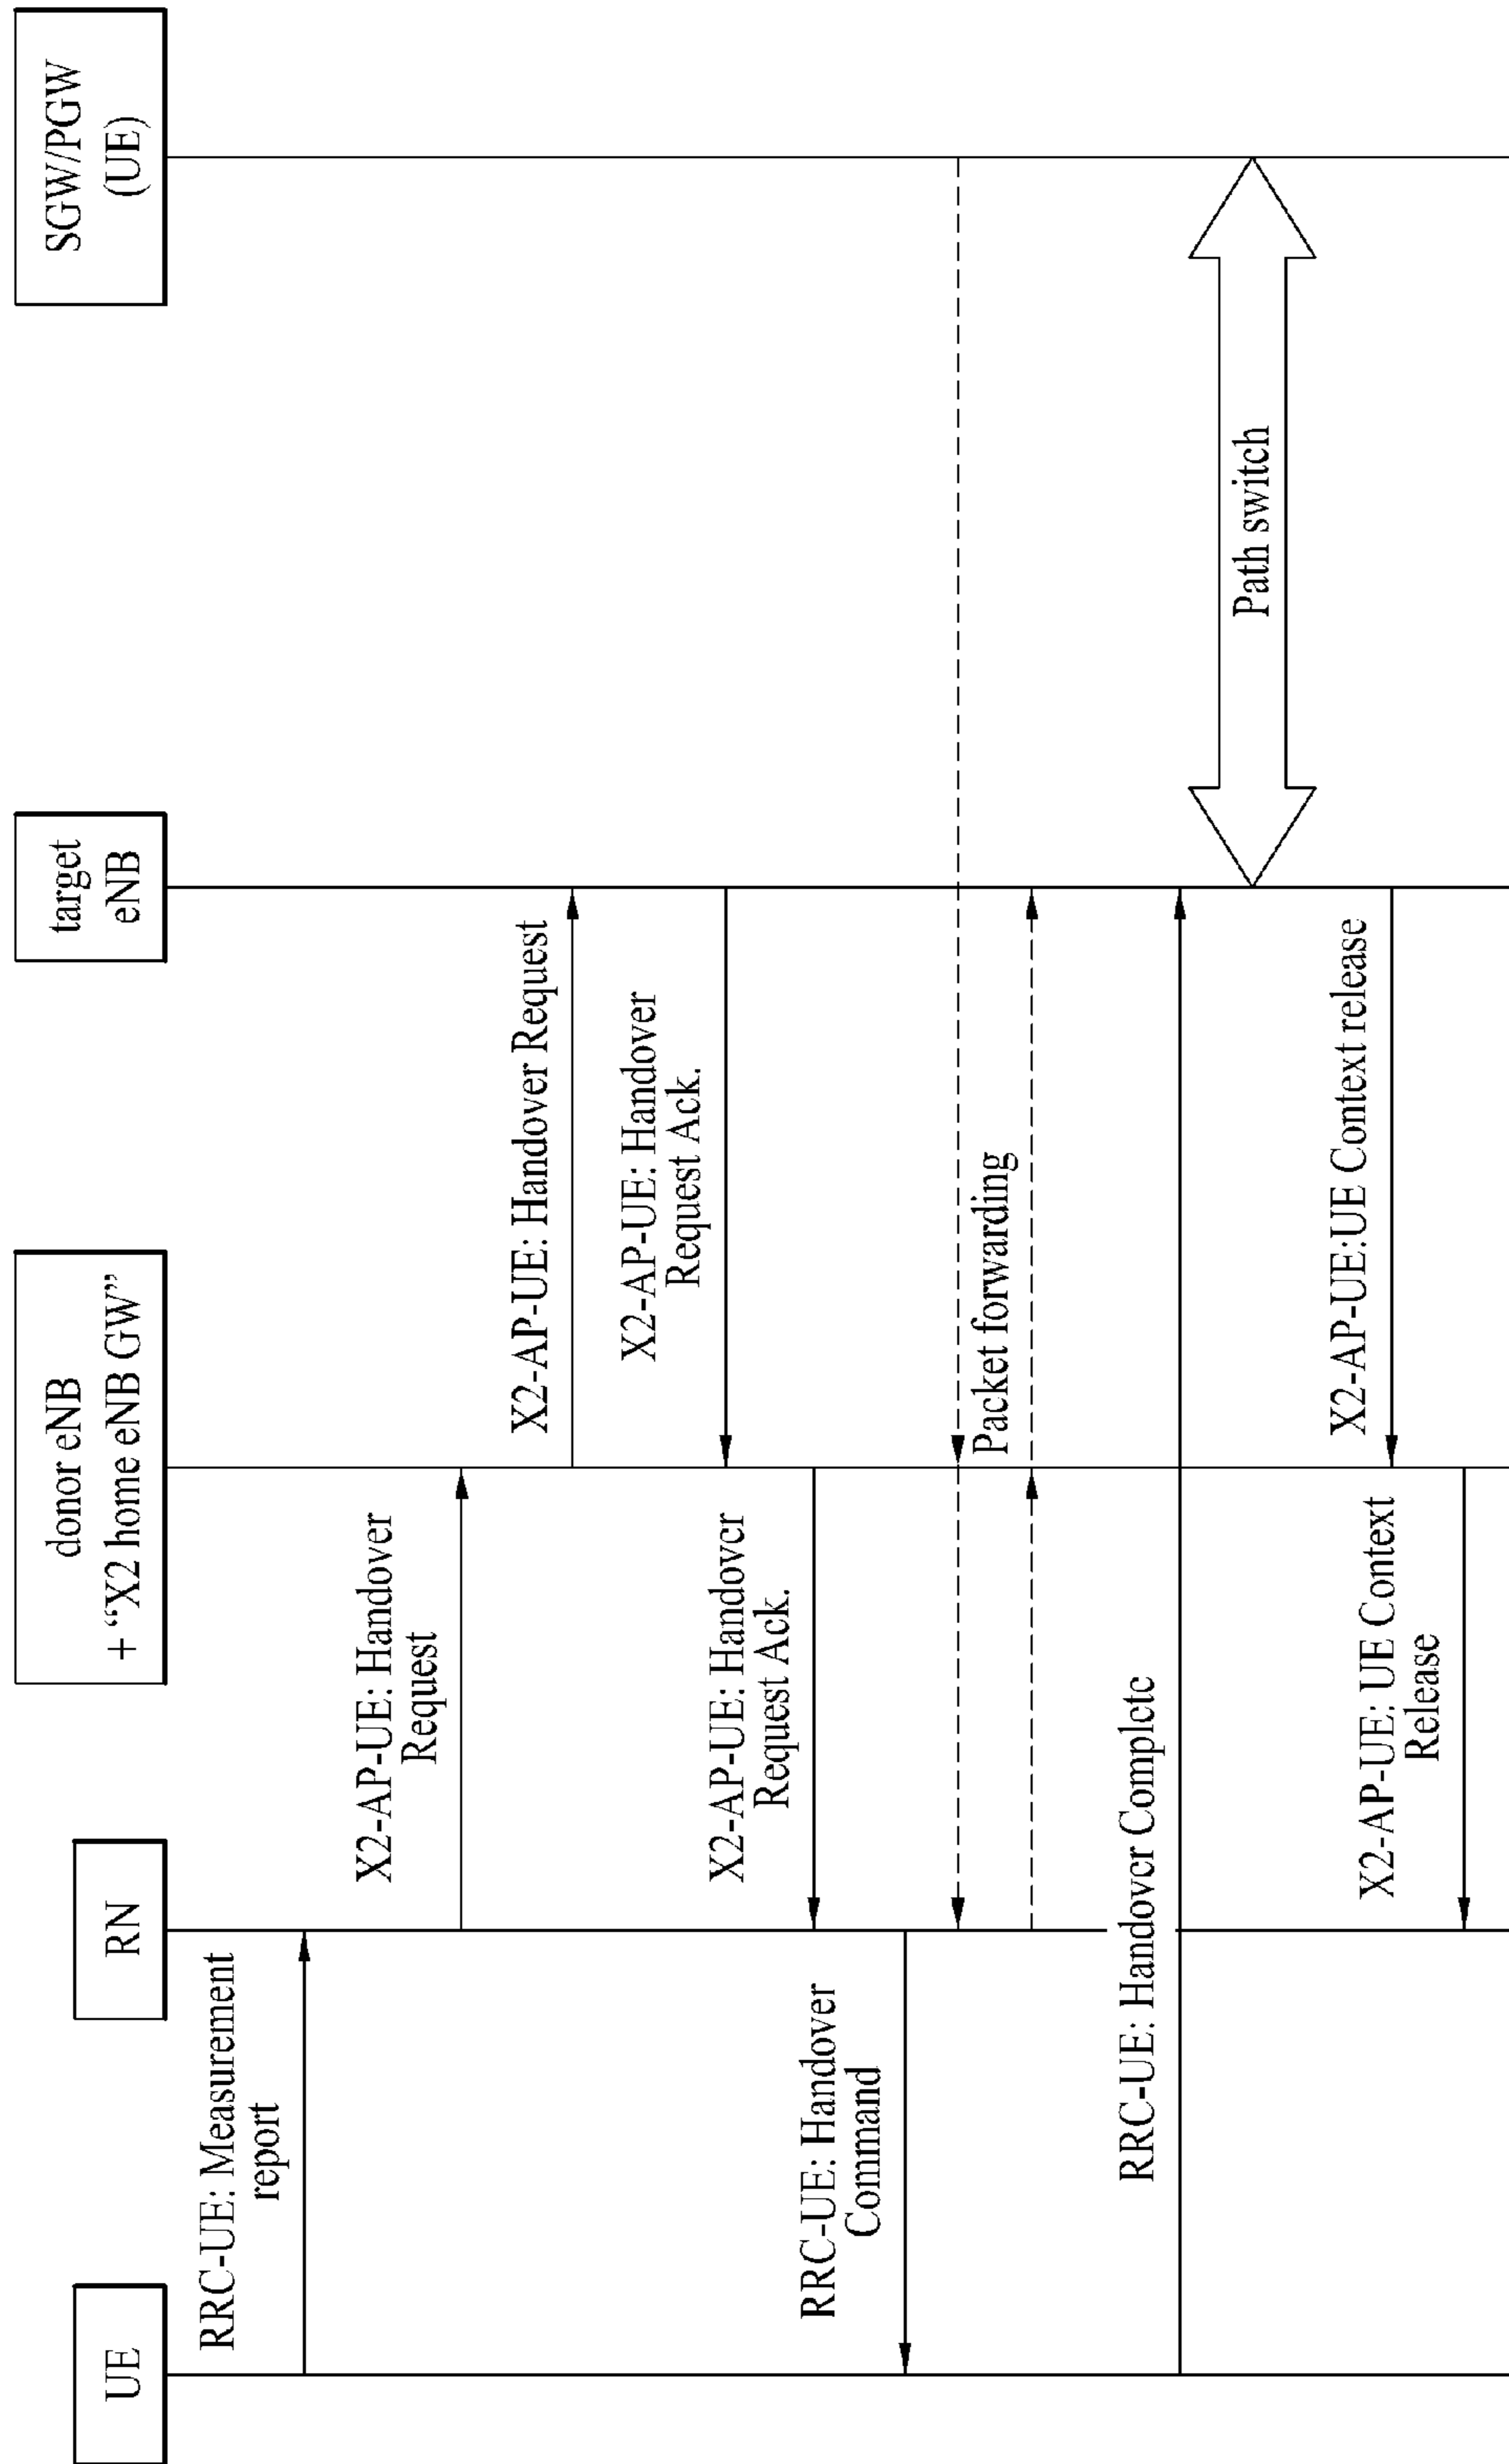 UE
RN
donor eNB
+ “X2 home eNB GW”
target
eNB
SGW/PGW
(UE)
RRC-UE: Measurement
report
X2-AP-UE: Handover
Request
X2-AP-UE: Handover Request
X2-AP-UE: Handover
Request Ack.
X2-AP-UE: Handover
Request Ack.
RRC-UE: Handover
Command
Packet forwarding
RRC-UE: Handover Complete
Path switch
X2-AP-UE:UE Context release
X2-AP-UE: UE Context
Release